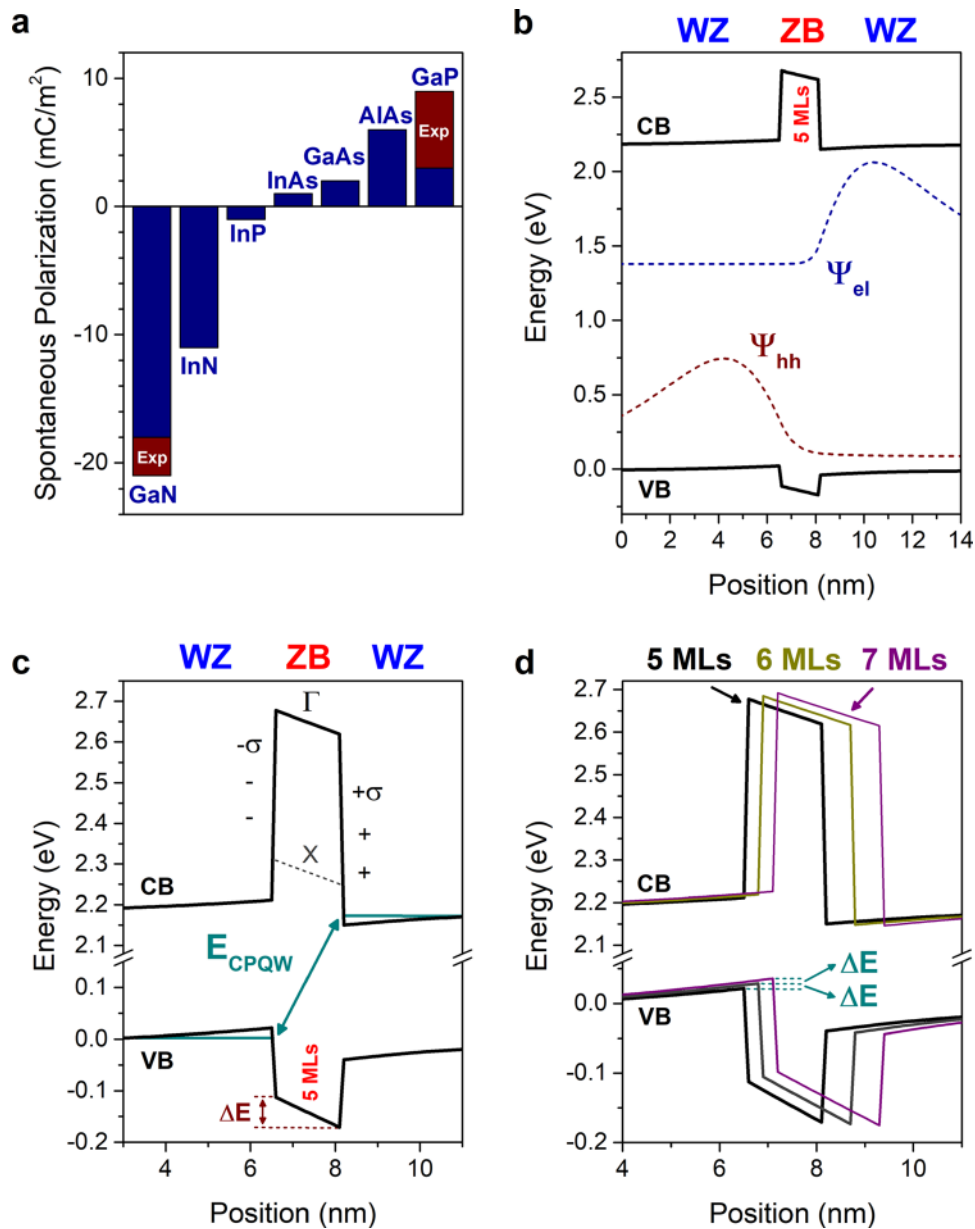 a
Spontaneous Polarization (mC/m²)
10
0
-10
-20
GaN
Exp
InN
InP
InAs
GaAs
AlAs
GaP
Exp
b
WZ ZB WZ
Energy (eV)
2.5
2.0
1.5
1.0
0.5
0.0
CB
5 MLs
Ψel
Ψhh
VB
0 2 4 6 8 10 12 14
Position (nm)
c
WZ ZB WZ
Energy (eV)
2.7
2.6
2.5
2.4
2.3
2.2
2.1
0.1
0.0
-0.1
-0.2
Γ
-σ
-
-
+σ
+
+
X
CB
ECPQW
VB
5 MLs
ΔE
4 6 8 10
Position (nm)
d
5 MLs 6 MLs 7 MLs
Energy (eV)
2.7
2.6
2.5
2.4
2.3
2.2
2.1
0.0
-0.1
-0.2
CB
ΔE
ΔE
VB
4 6 8 10
Position (nm)